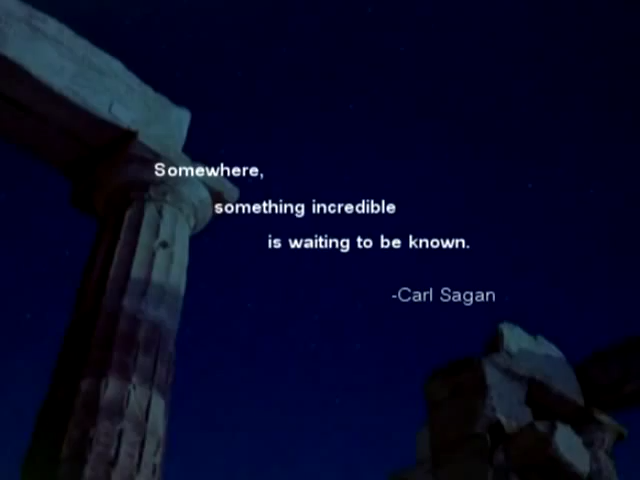 Somewhere,
something incredible
is waiting to be known.
-Carl Sagan